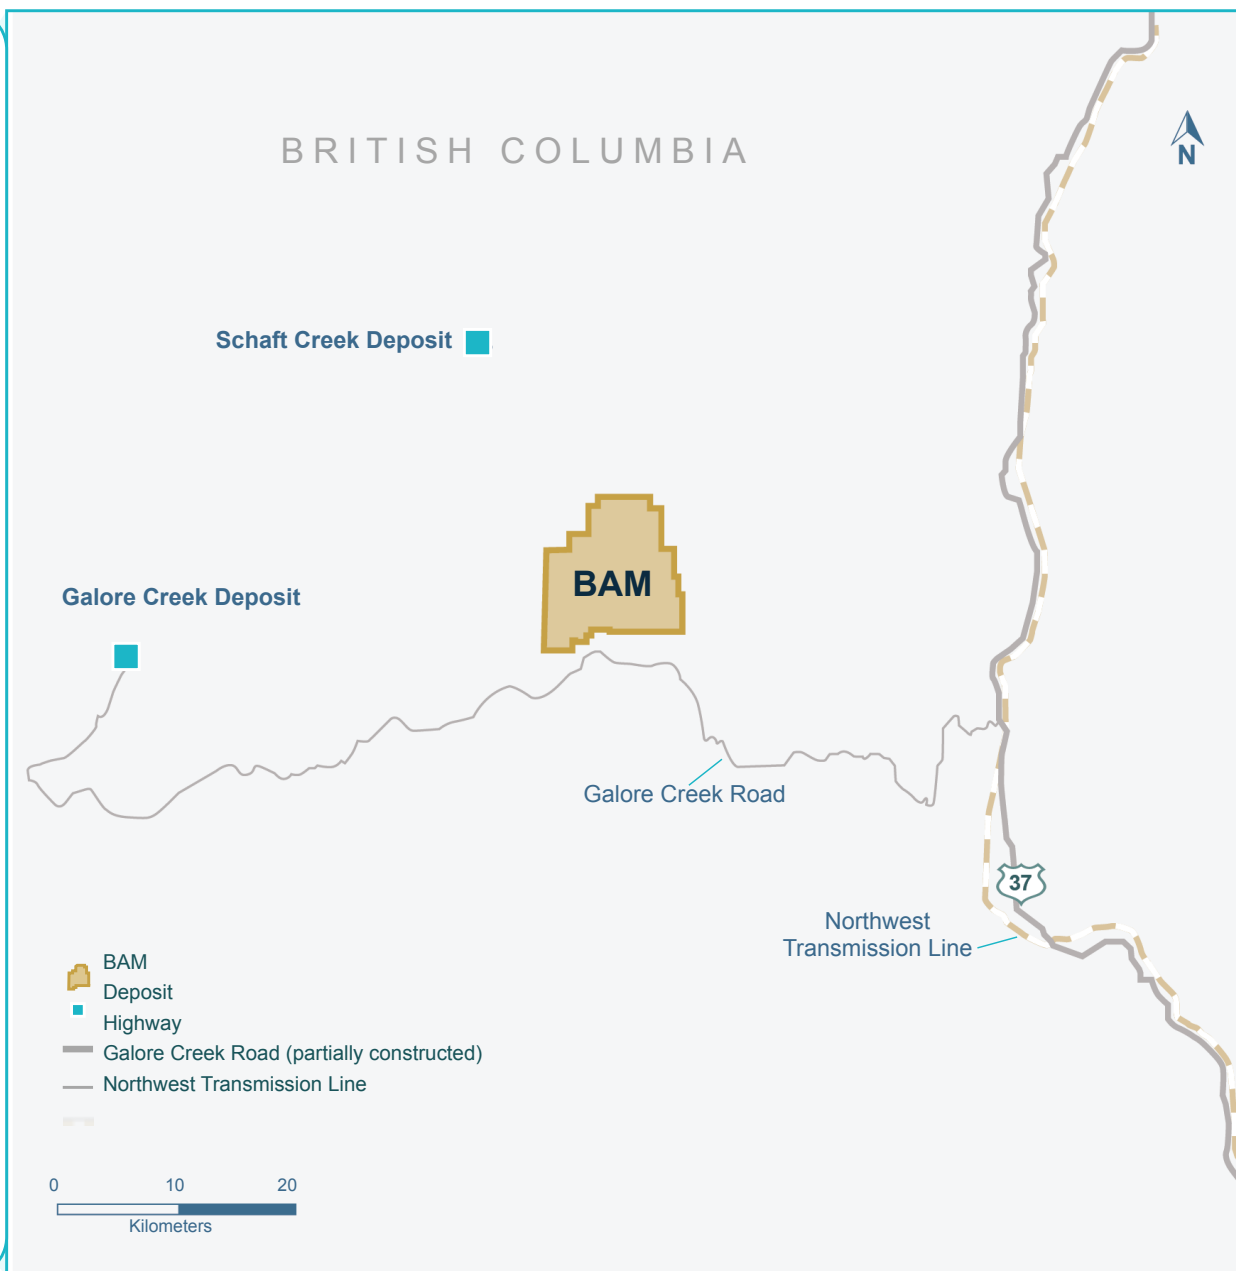 BRITISH COLUMBIA
N
Schaft Creek Deposit
BAM
Galore Creek Deposit
Galore Creek Road
37
Northwest
Transmission Line
BAM
Deposit
Highway
Galore Creek Road (partially constructed)
Northwest Transmission Line
0 10 20
Kilometers